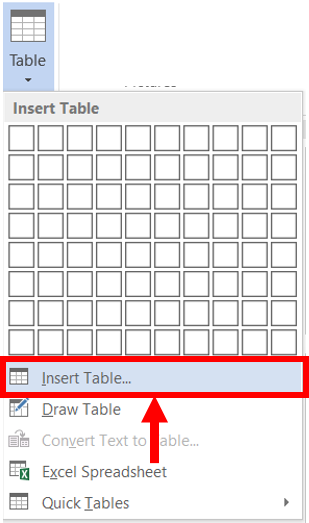 Table
Insert Table
Insert Table...
Draw Table
Convert Text to Table...
Excel Spreadsheet
Quick Tables